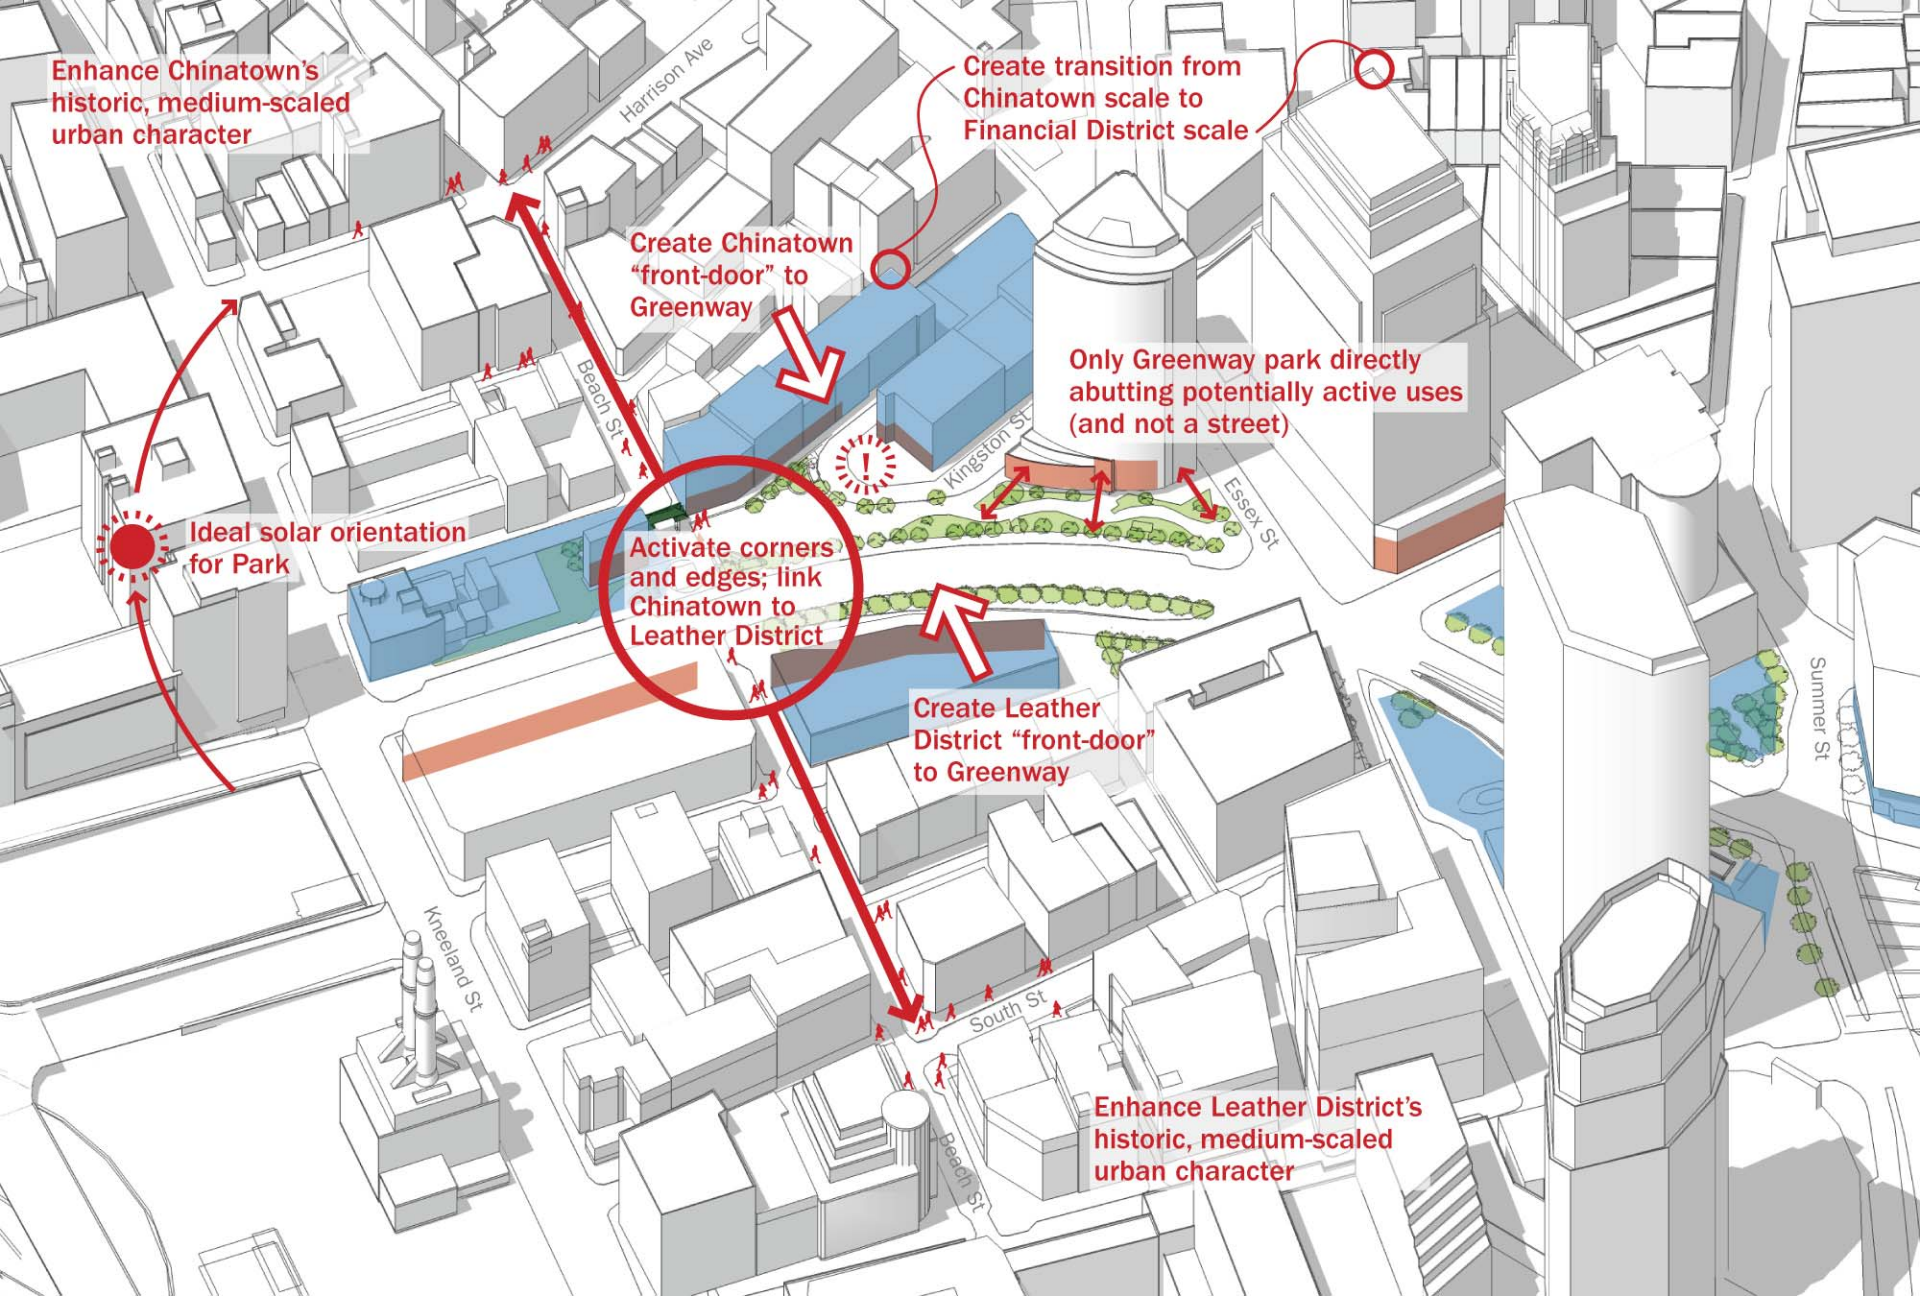 Enhance Chinatown's
historic, medium-scaled
urban character
Harrison Ave
Create transition from
Chinatown scale to
Financial District scale
Create Chinatown
“front-door” to
Greenway
Only Greenway park directly
abutting potentially active uses
(and not a street)
Beach St
Kingston St
!
Essex St
Ideal solar orientation
for Park
Activate corners
and edges; link
Chinatown to
Leather District
Create Leather
District “front-door”
to Greenway
Summer St
Kneeland St
South St
Enhance Leather District's
historic, medium-scaled
urban character
Beach St